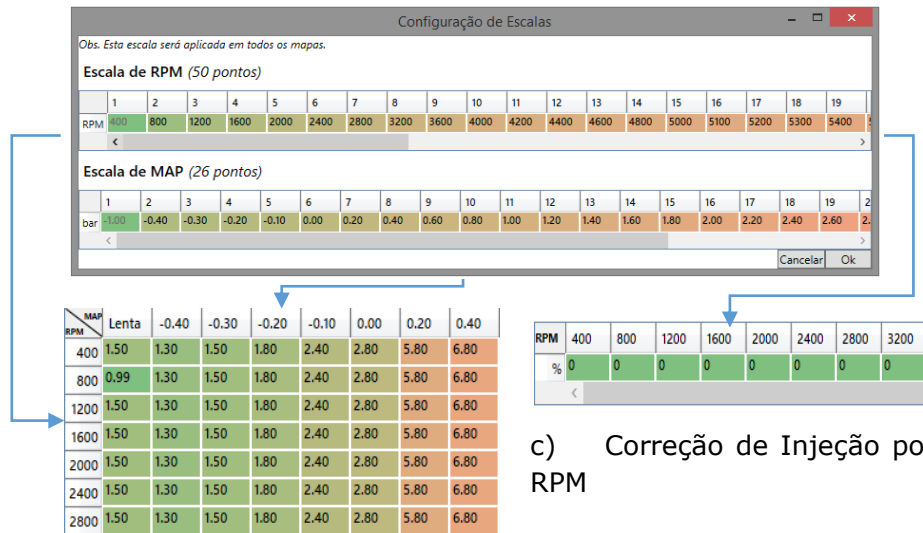 Configuração de Escalas
Obs. Esta escala será aplicada em todos os mapas.
Escala de RPM (50 pontos)
1 2 3 4 5 6 7 8 9 10 11 12 13 14 15 16 17 18 19
RPM 400 800 1200 1600 2000 2400 2800 3200 3600 4000 4200 4400 4600 4800 5000 5100 5200 5300 5400
Escala de MAP (26 pontos)
1 2 3 4 5 6 7 8 9 10 11 12 13 14 15 16 17 18 19 2
bar -1.00 -0.40 -0.30 -0.20 -0.10 0.00 0.20 0.40 0.60 0.80 1.00 1.20 1.40 1.60 1.80 2.00 2.20 2.40 2.60 2.
Cancelar Ok
MAP
RPM Lenta -0.40 -0.30 -0.20 -0.10 0.00 0.20 0.40
400 1.50 1.30 1.50 1.80 2.40 2.80 5.80 6.80
800 0.99 1.30 1.50 1.80 2.40 2.80 5.80 6.80
1200 1.50 1.30 1.50 1.80 2.40 2.80 5.80 6.80
1600 1.50 1.30 1.50 1.80 2.40 2.80 5.80 6.80
2000 1.50 1.30 1.50 1.80 2.40 2.80 5.80 6.80
2400 1.50 1.30 1.50 1.80 2.40 2.80 5.80 6.80
2800 1.50 1.30 1.50 1.80 2.40 2.80 5.80 6.80
RPM 400 800 1200 1600 2000 2400 2800 3200
% 0 0 0 0 0 0 0 0
c) Correção de Injeção po
RPM